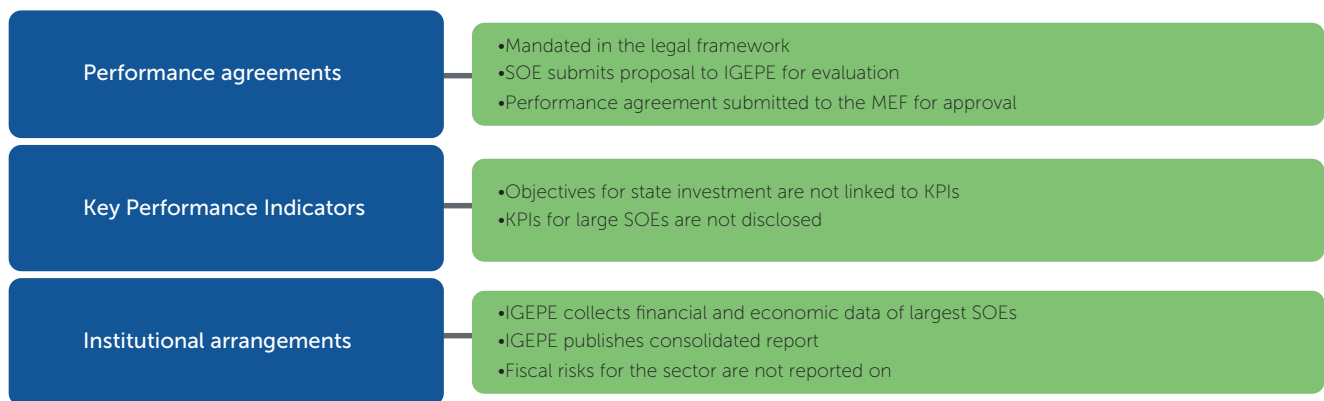 Performance agreements
•Mandated in the legal framework
•SOE submits proposal to IGEPE for evaluation
•Performance agreement submitted to the MEF for approval
Key Performance Indicators
•Objectives for state investment are not linked to KPIs
•KPIs for large SOEs are not disclosed
Institutional arrangements
•IGEPE collects financial and economic data of largest SOEs
•IGEPE publishes consolidated report
•Fiscal risks for the sector are not reported on